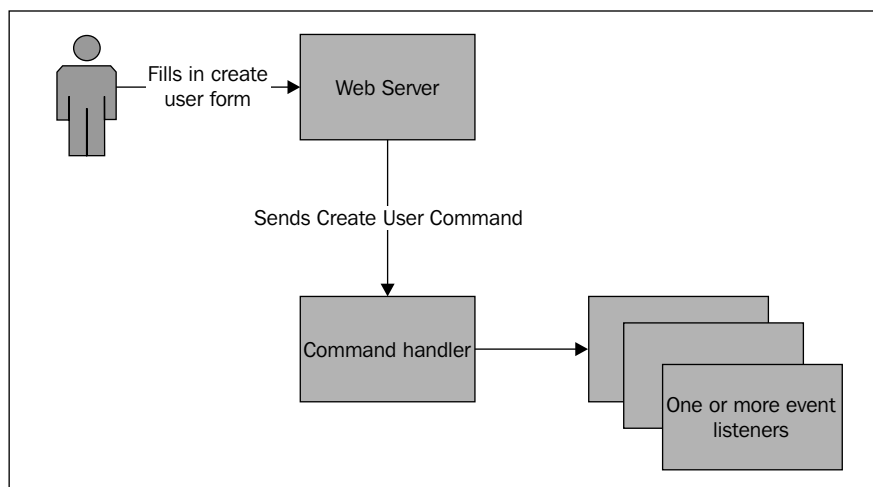 Fills in create
user form
Web Server
Sends Create User Command
Command handler
One or more event
listeners